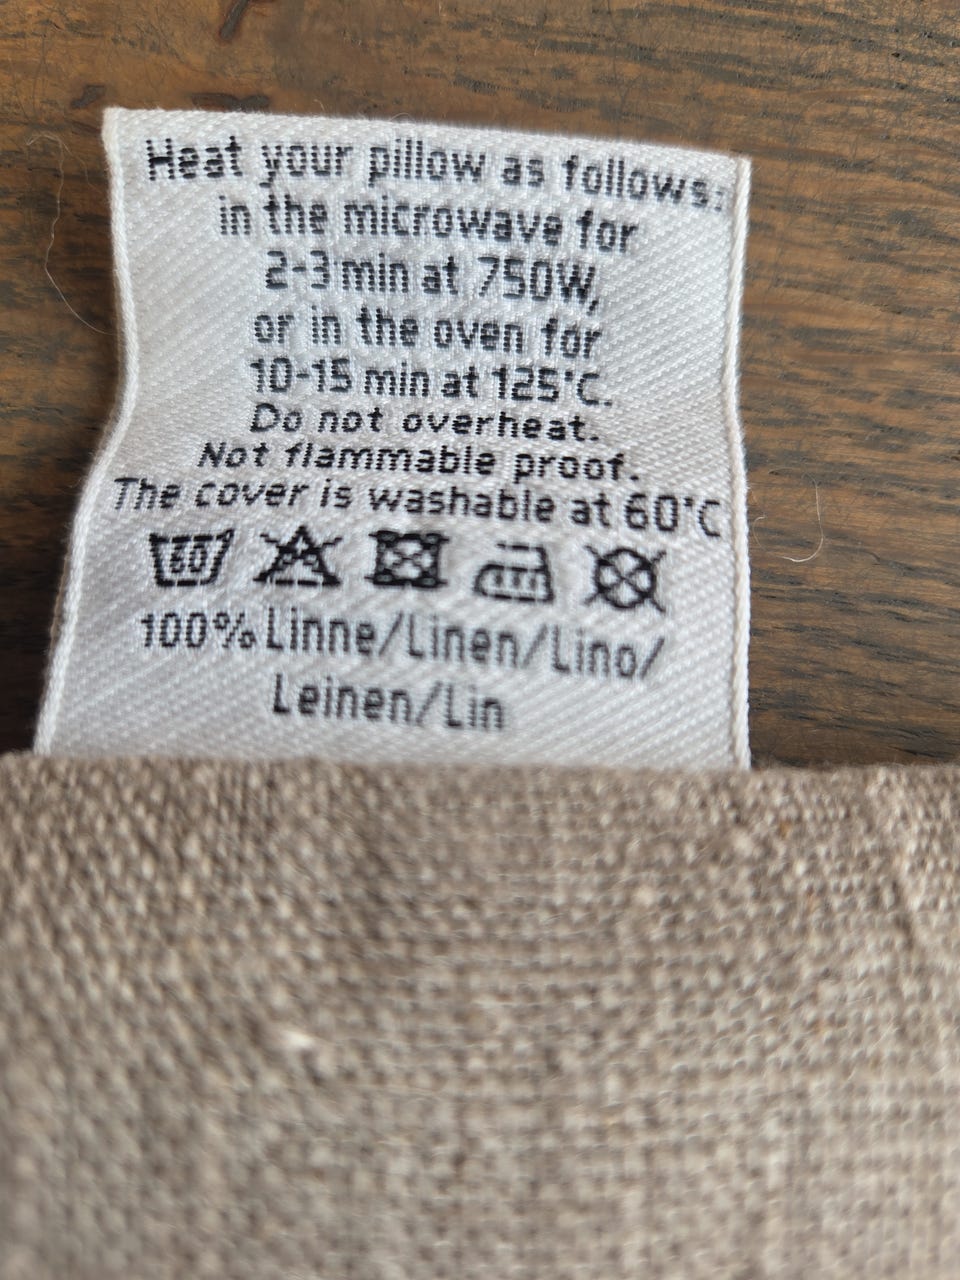 Heat your pillow as follows:
in the microwave for
2-3 min at 750W,
or in the oven for
10-15 min at 125°C.
Do not overheat.
Not flammable proof.
The cover is washable at 60°C
60
100% Linne/Linen/Lino/
Leinen/Lin